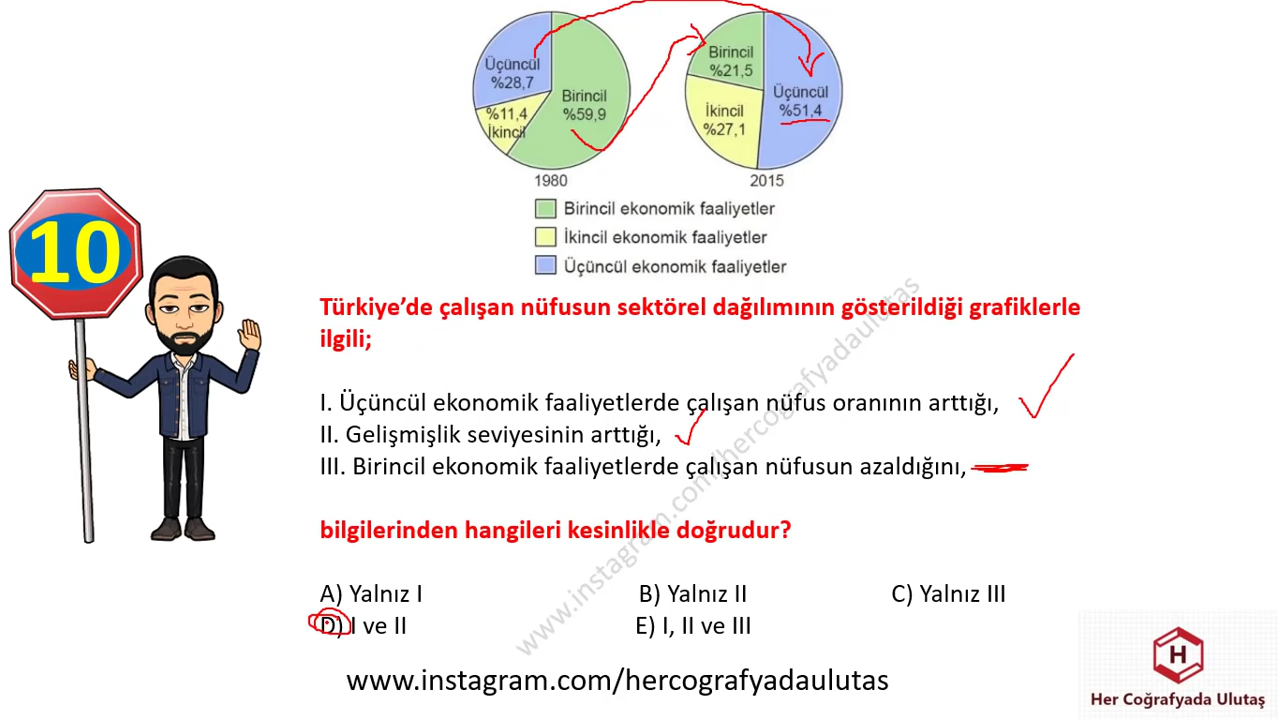 Üçüncül
%28,7
%11,4
İkincil
Birincil
%59,9
1980
Birincil
%21,5
İkincil
%27,1
Üçüncül
%51,4
2015
Birincil ekonomik faaliyetler
İkincil ekonomik faaliyetler
Üçüncül ekonomik faaliyetler
10
Türkiye’de çalışan nüfusun sektörel dağılımının gösterildiği grafiklerle
ilgili;
I. Üçüncül ekonomik faaliyetlerde çalışan nüfus oranının arttığı,
II. Gelişmişlik seviyesinin arttığı,
III. Birincil ekonomik faaliyetlerde çalışan nüfusun azaldığını,
bilgilerinden hangileri kesinlikle doğrudur?
A) Yalnız I B) Yalnız II C) Yalnız III
D) I ve II E) I, II ve III
www.instagram.com/hercografyadaulutas
www.instagram.com/hercografyadaulutas
H
Her Coğrafyada Ulutaş